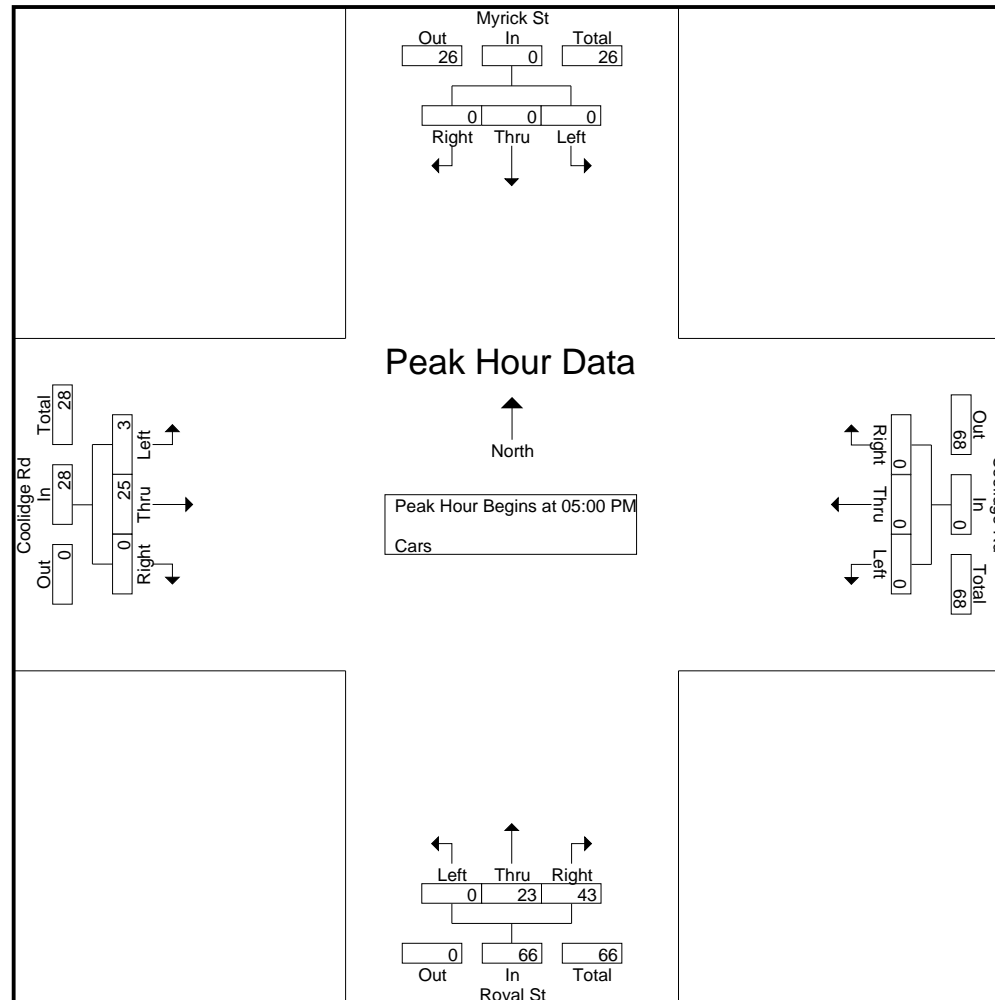 Myrick St
Out In Total
26 0 26
0 0 0
Right Thru Left
Peak Hour Data
North
Peak Hour Begins at 05:00 PM
Cars
Coolidge Rd
Total In Out
28 28 0
3 25 0
Left Thru Right
Right Thru Left
0 0 0
Out In Total
68 0 68
Left Thru Right
0 23 43
0 66 66
Out In Total
Royal St